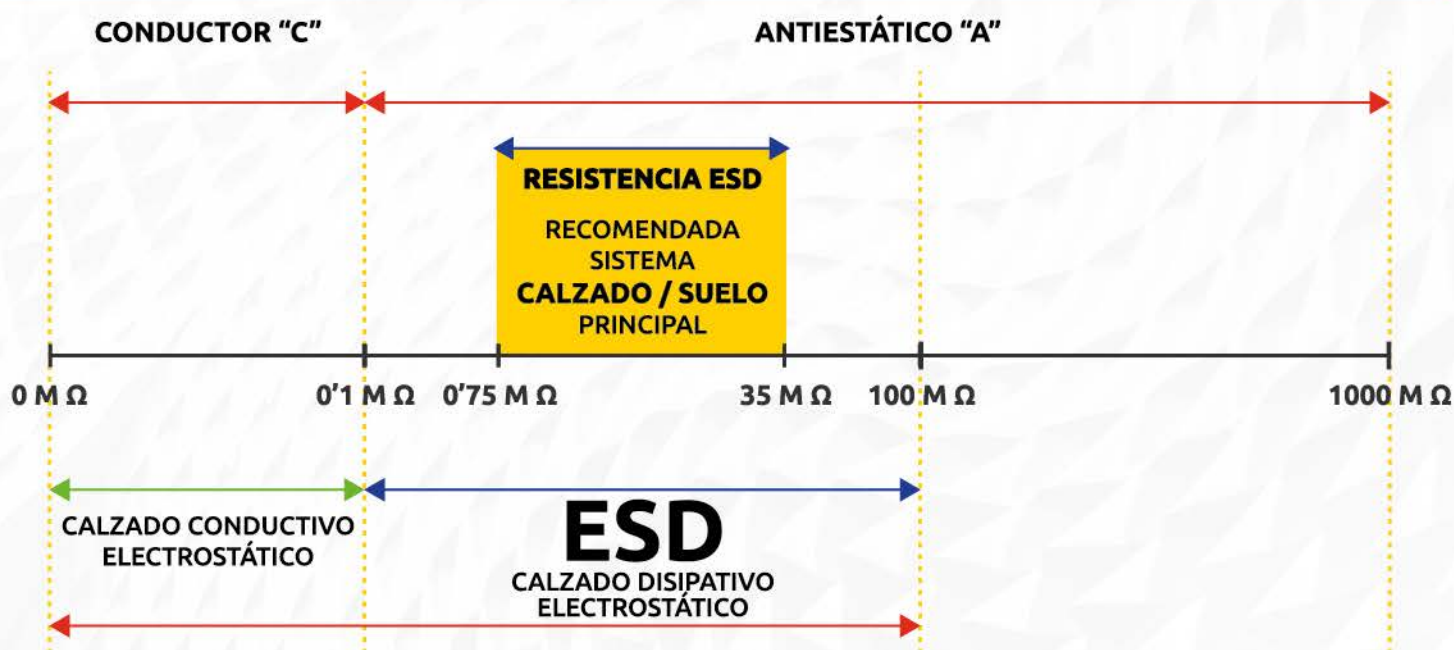 CONDUCTOR “C”
ANTIESTÁTICO “A”
RESISTENCIA ESD
RECOMENDADA
SISTEMA
CALZADO / SUELO
PRINCIPAL
0 M Ω
0’1 M Ω
0’75 M Ω
35 M Ω
100 M Ω
1000 M Ω
CALZADO CONDUCTIVO
ELECTROSTÁTICO
ESD
CALZADO DISIPATIVO
ELECTROSTÁTICO